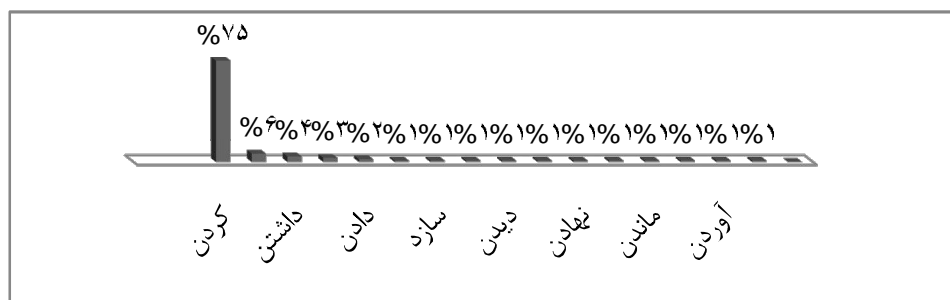 %۷۵
%۶ %۴ %۳ %۲ %۱ %۱ %۱ %۱ %۱ %۱ %۱ %۱ %۱ %۱ %۱
کردن داشتن دادن سازد دیدن نهادن ماندن آوردن